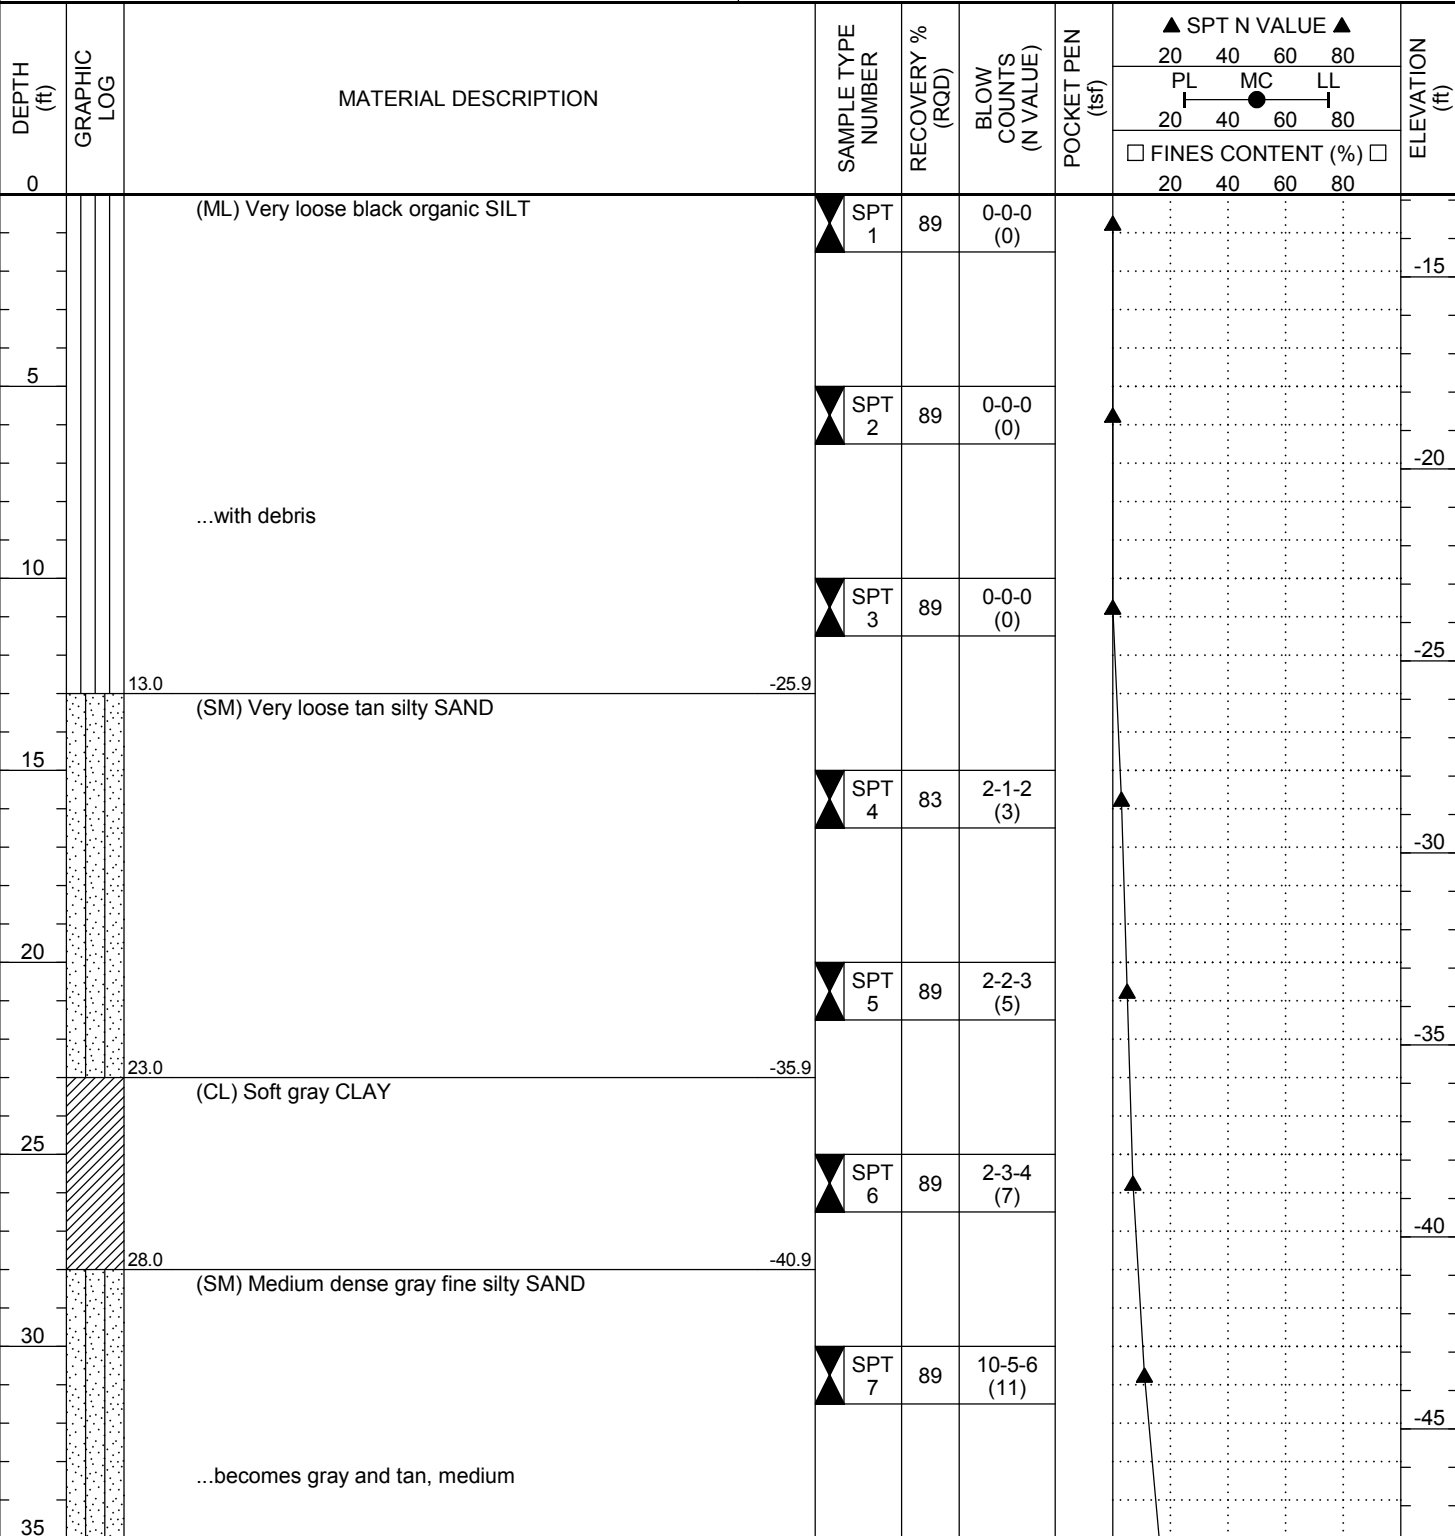 DEPTH
(ft)
GRAPHIC
LOG
MATERIAL DESCRIPTION
SAMPLE TYPE
NUMBER
RECOVERY %
(RQD)
BLOW
COUNTS
(N VALUE)
POCKET PEN
(tsf)
▲ SPT N VALUE ▲
20 40 60 80
PL MC LL
20 40 60 80
□ FINES CONTENT (%) □
20 40 60 80
ELEVATION
(ft)
0
(ML) Very loose black organic SILT
SPT
1
89
0-0-0
(0)
-15
5
SPT
2
89
0-0-0
(0)
-20
...with debris
10
SPT
3
89
0-0-0
(0)
-25
13.0 -25.9
(SM) Very loose tan silty SAND
15
SPT
4
83
2-1-2
(3)
-30
20
SPT
5
89
2-2-3
(5)
-35
23.0 -35.9
(CL) Soft gray CLAY
25
SPT
6
89
2-3-4
(7)
-40
28.0 -40.9
(SM) Medium dense gray fine silty SAND
30
SPT
7
89
10-5-6
(11)
-45
...becomes gray and tan, medium
35